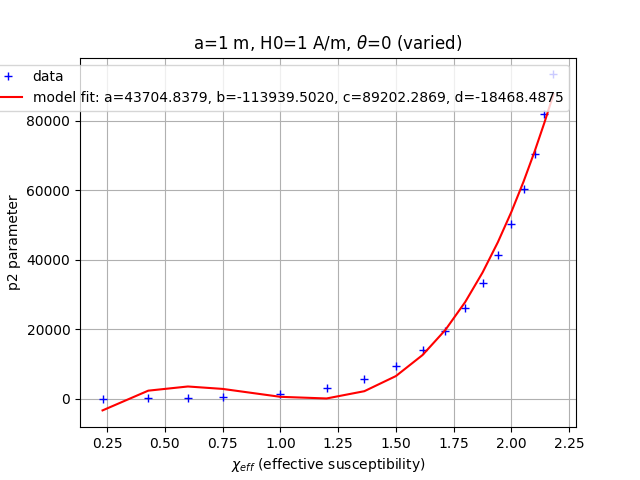 a=1 m, H0=1 A/m, θ=0 (varied)
data
model fit: a=43704.8379, b=-113939.5020, c=89202.2869, d=-18468.4875
80000
60000
40000
20000
0
p2 parameter
0.25 0.50 0.75 1.00 1.25 1.50 1.75 2.00 2.25
χeff (effective susceptibility)